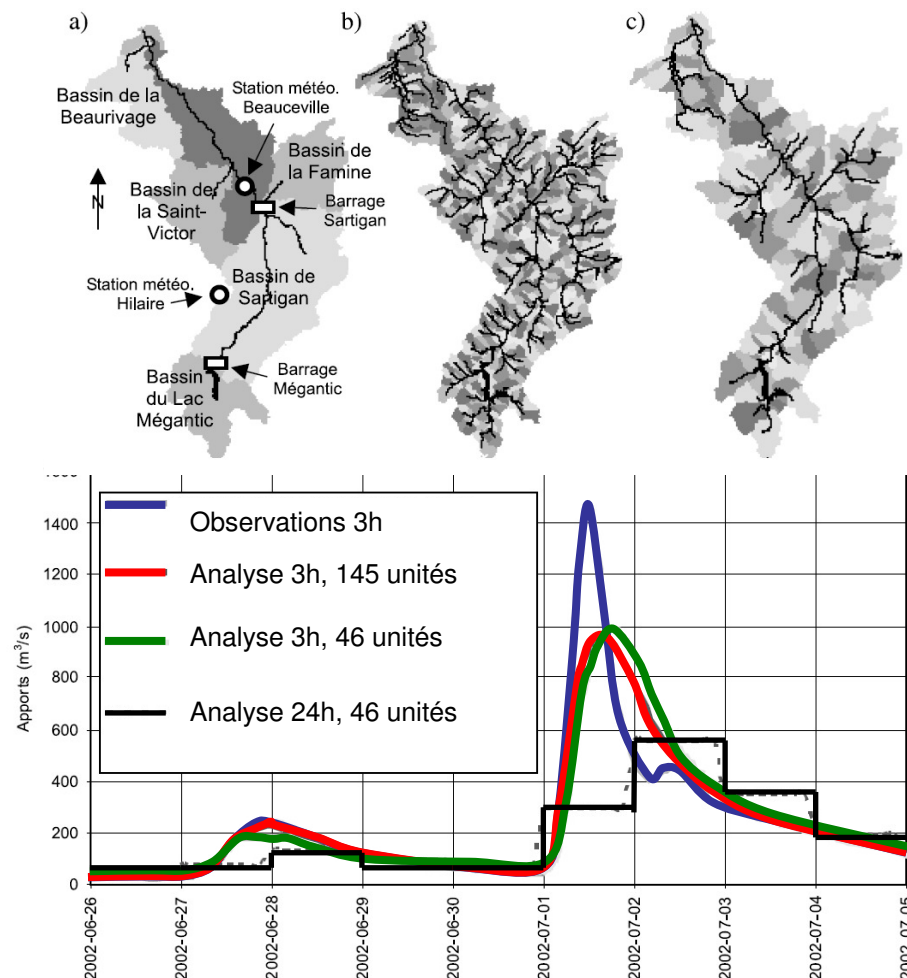 a)
b)
c)
Bassin de la
Beaurivage
Station météo.
Beauceville
Bassin de
la Famine
N
Bassin de
la Saint-
Victor
Barrage
Sartigan
Station météo.
Hilaire
Bassin de
Sartigan
Bassin
du Lac
Mégantic
Barrage
Mégantic
Apports (m³/s)
1400
1200
1000
800
600
400
200
0
Observations 3h
Analyse 3h, 145 unités
Analyse 3h, 46 unités
Analyse 24h, 46 unités
2002-06-26
2002-06-27
2002-06-28
2002-06-29
2002-06-30
2002-07-01
2002-07-02
2002-07-03
2002-07-04
2002-07-05